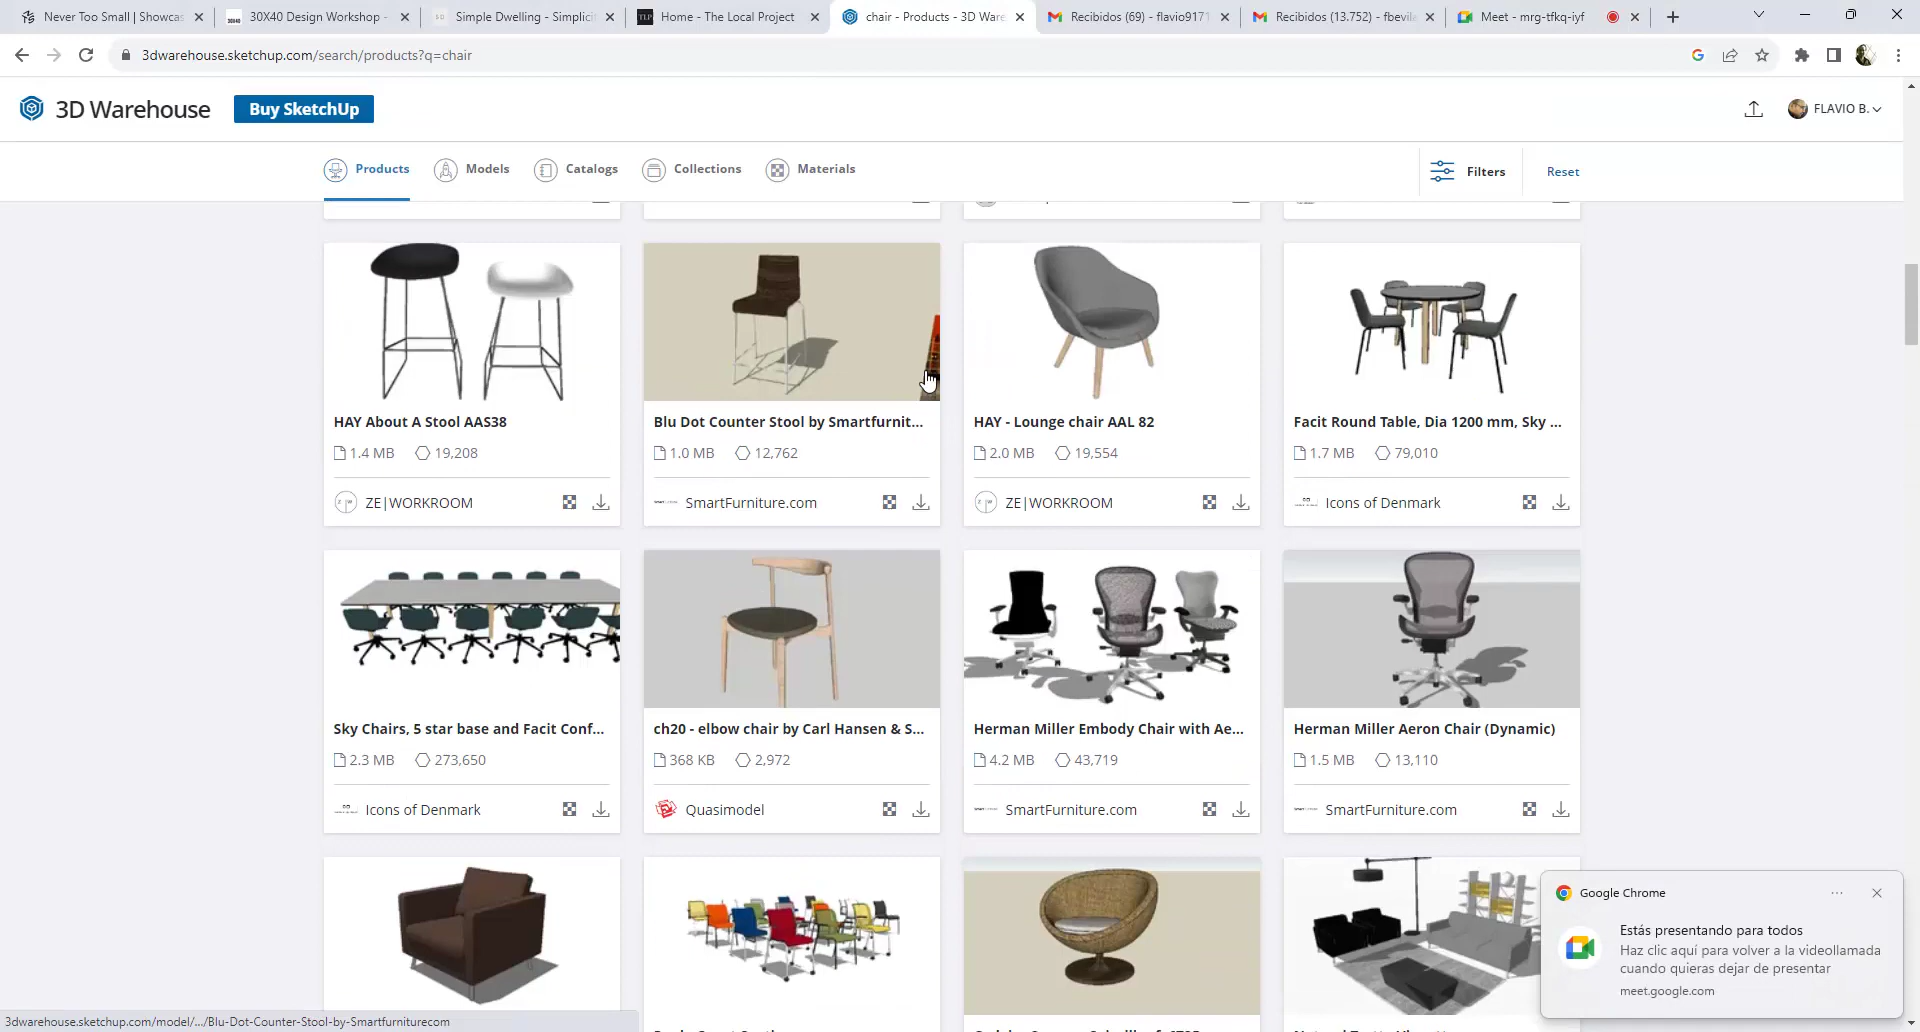 Never Too Small | Showcas
30X40 Design Workshop -
Simple Dwelling - Simplici
Home - The Local Project
chair - Products - 3D Ware
Recibidos (69) - flavio9171
Recibidos (13.752) - fbevil
Meet - mrg-tfkq-iyf
3dwarehouse.sketchup.com/search/products?q=chair
3D Warehouse
Buy SketchUp
FLAVIO B.
Products
Models
Catalogs
Collections
Materials
Filters
Reset
HAY About A Stool AAS38
1.4 MB 19,208
ZE|WORKROOM
Blu Dot Counter Stool by Smartfurnit...
1.0 MB 12,762
SmartFurniture.com
HAY - Lounge chair AAL 82
2.0 MB 19,554
ZE|WORKROOM
Facit Round Table, Dia 1200 mm, Sky ...
1.7 MB 79,010
Icons of Denmark
Sky Chairs, 5 star base and Facit Conf...
2.3 MB 273,650
Icons of Denmark
ch20 - elbow chair by Carl Hansen & S...
368 KB 2,972
Quasimodel
Herman Miller Embody Chair with Ae...
4.2 MB 43,719
SmartFurniture.com
Herman Miller Aeron Chair (Dynamic)
1.5 MB 13,110
SmartFurniture.com
Google Chrome
Estás presentando para todos
Haz clic aquí para volver a la videollamada
cuando quieras dejar de presentar
meet.google.com
3dwarehouse.sketchup.com/model/.../Blu-Dot-Counter-Stool-by-Smartfurniturecom